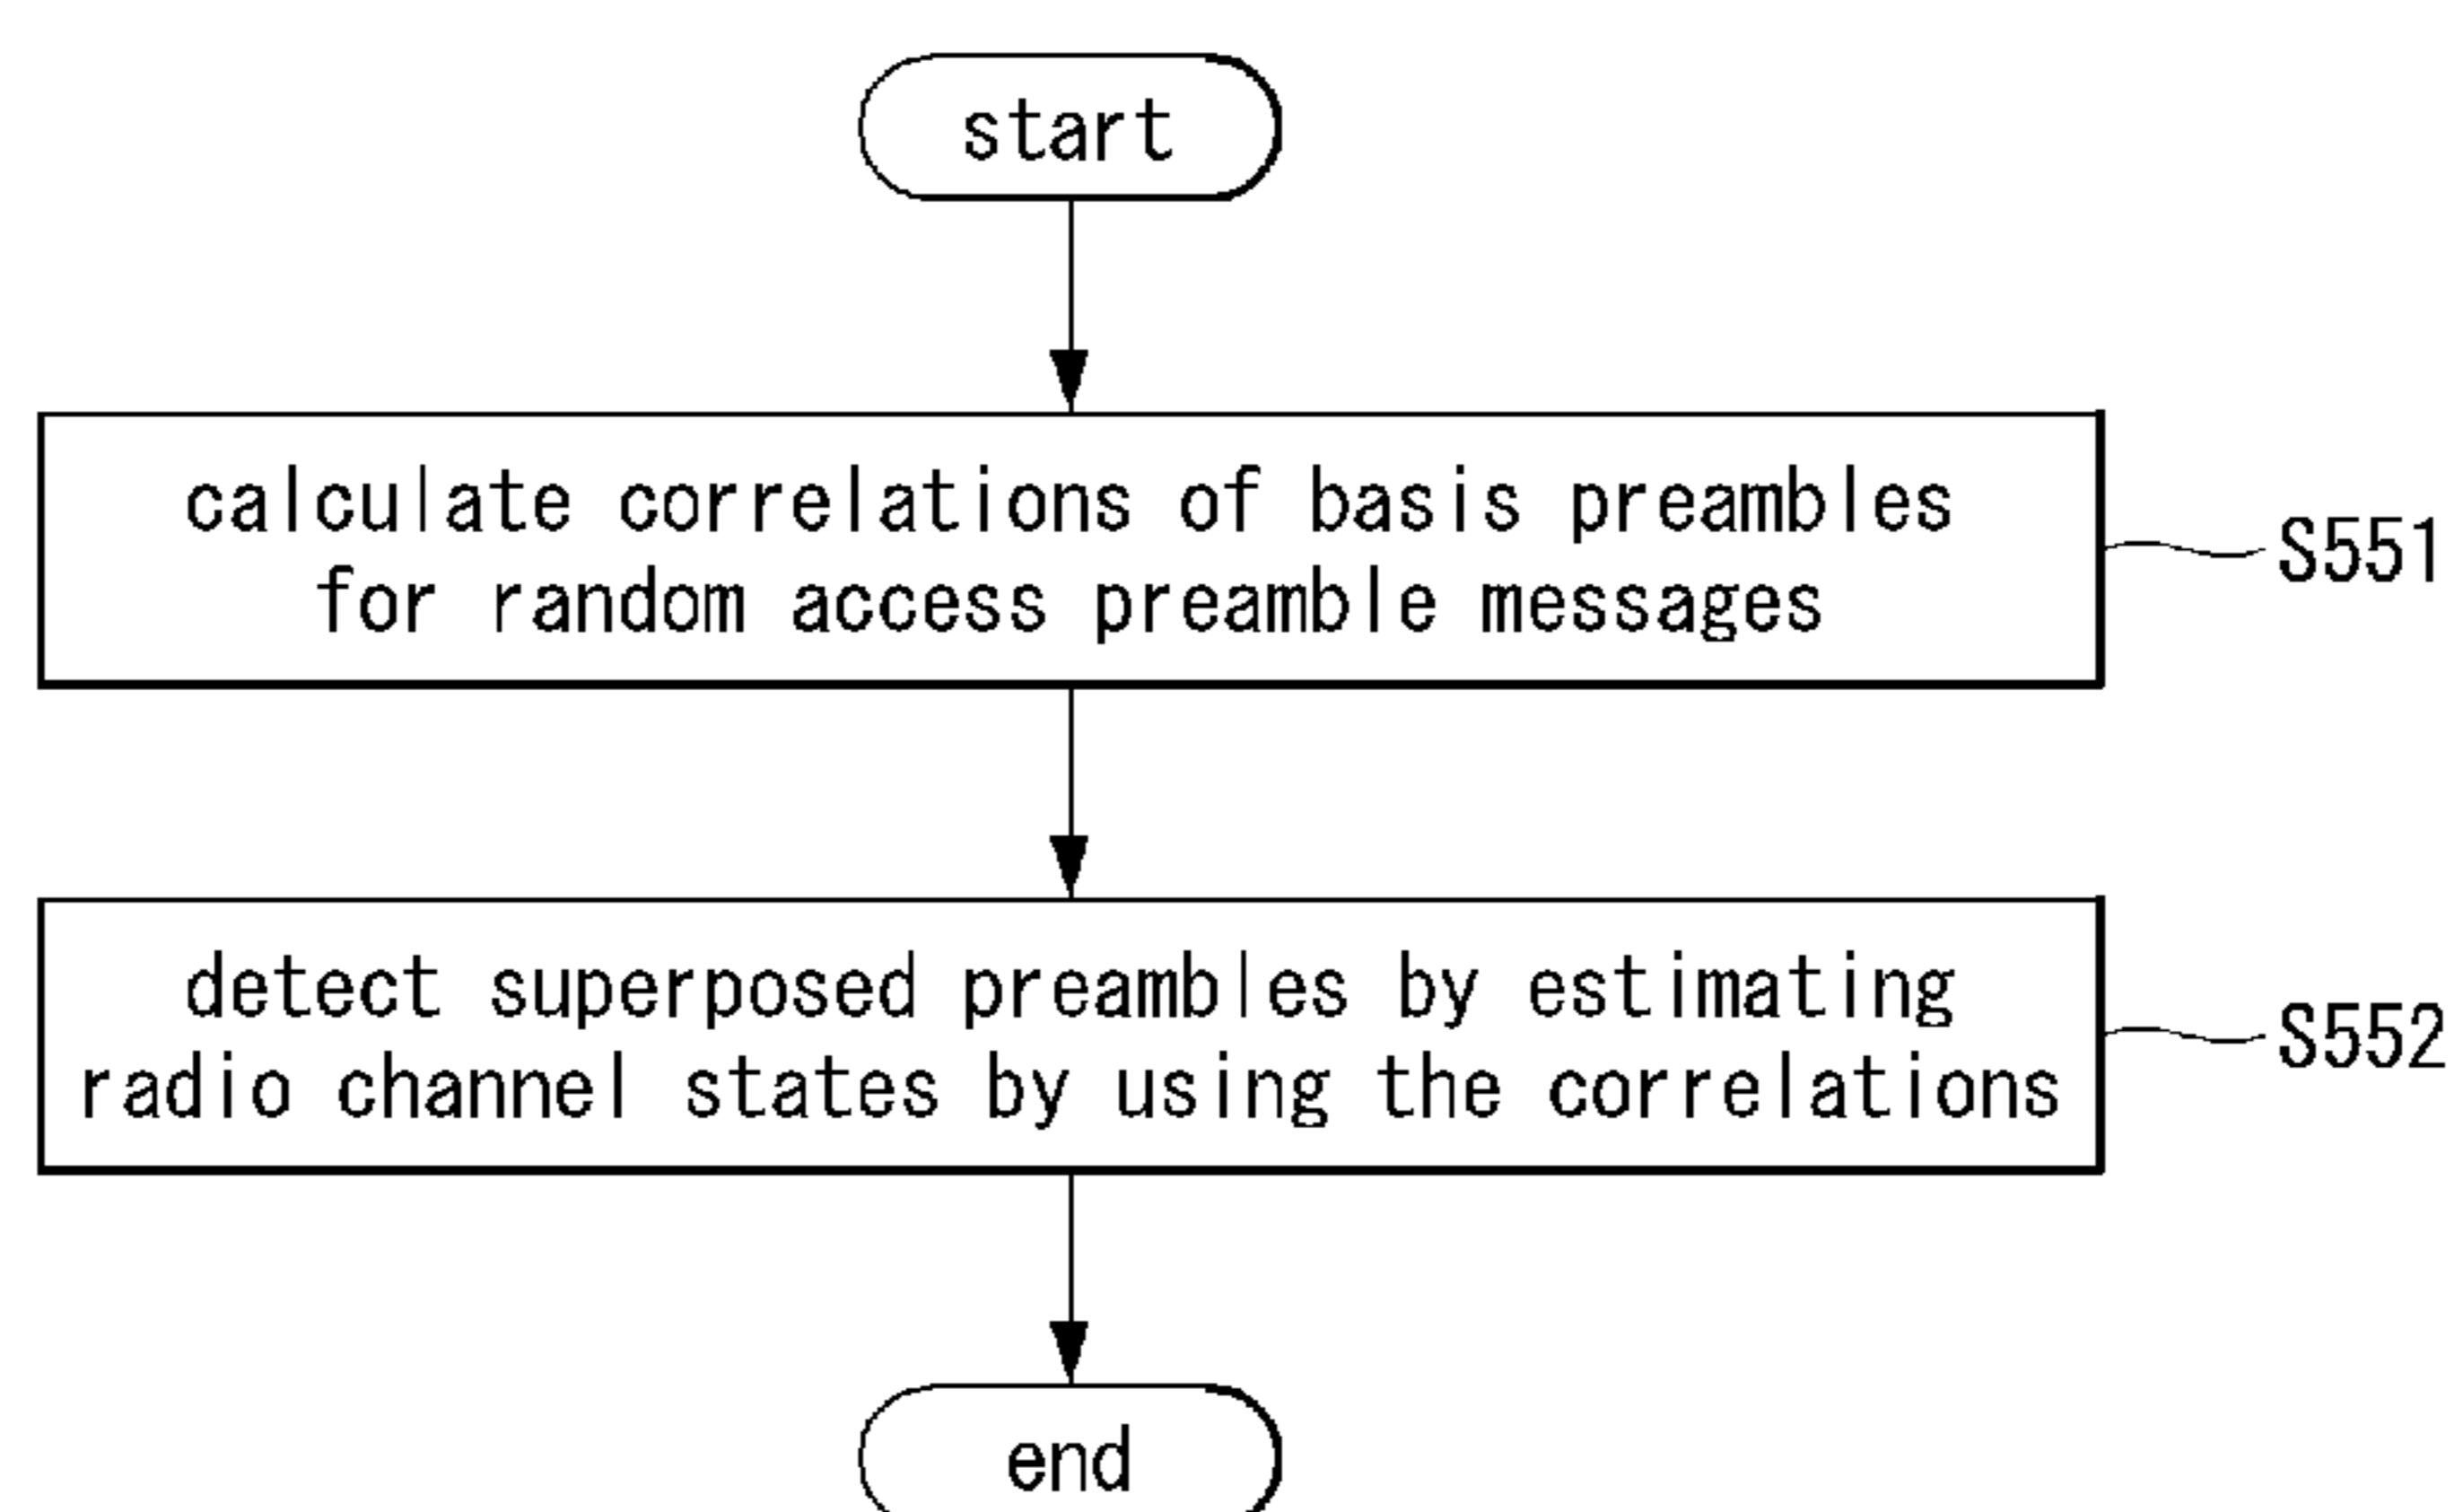 start
calculate correlations of basis preambles
for random access preamble messages
S551
detect superposed preambles by estimating
radio channel states by using the correlations
S552
end